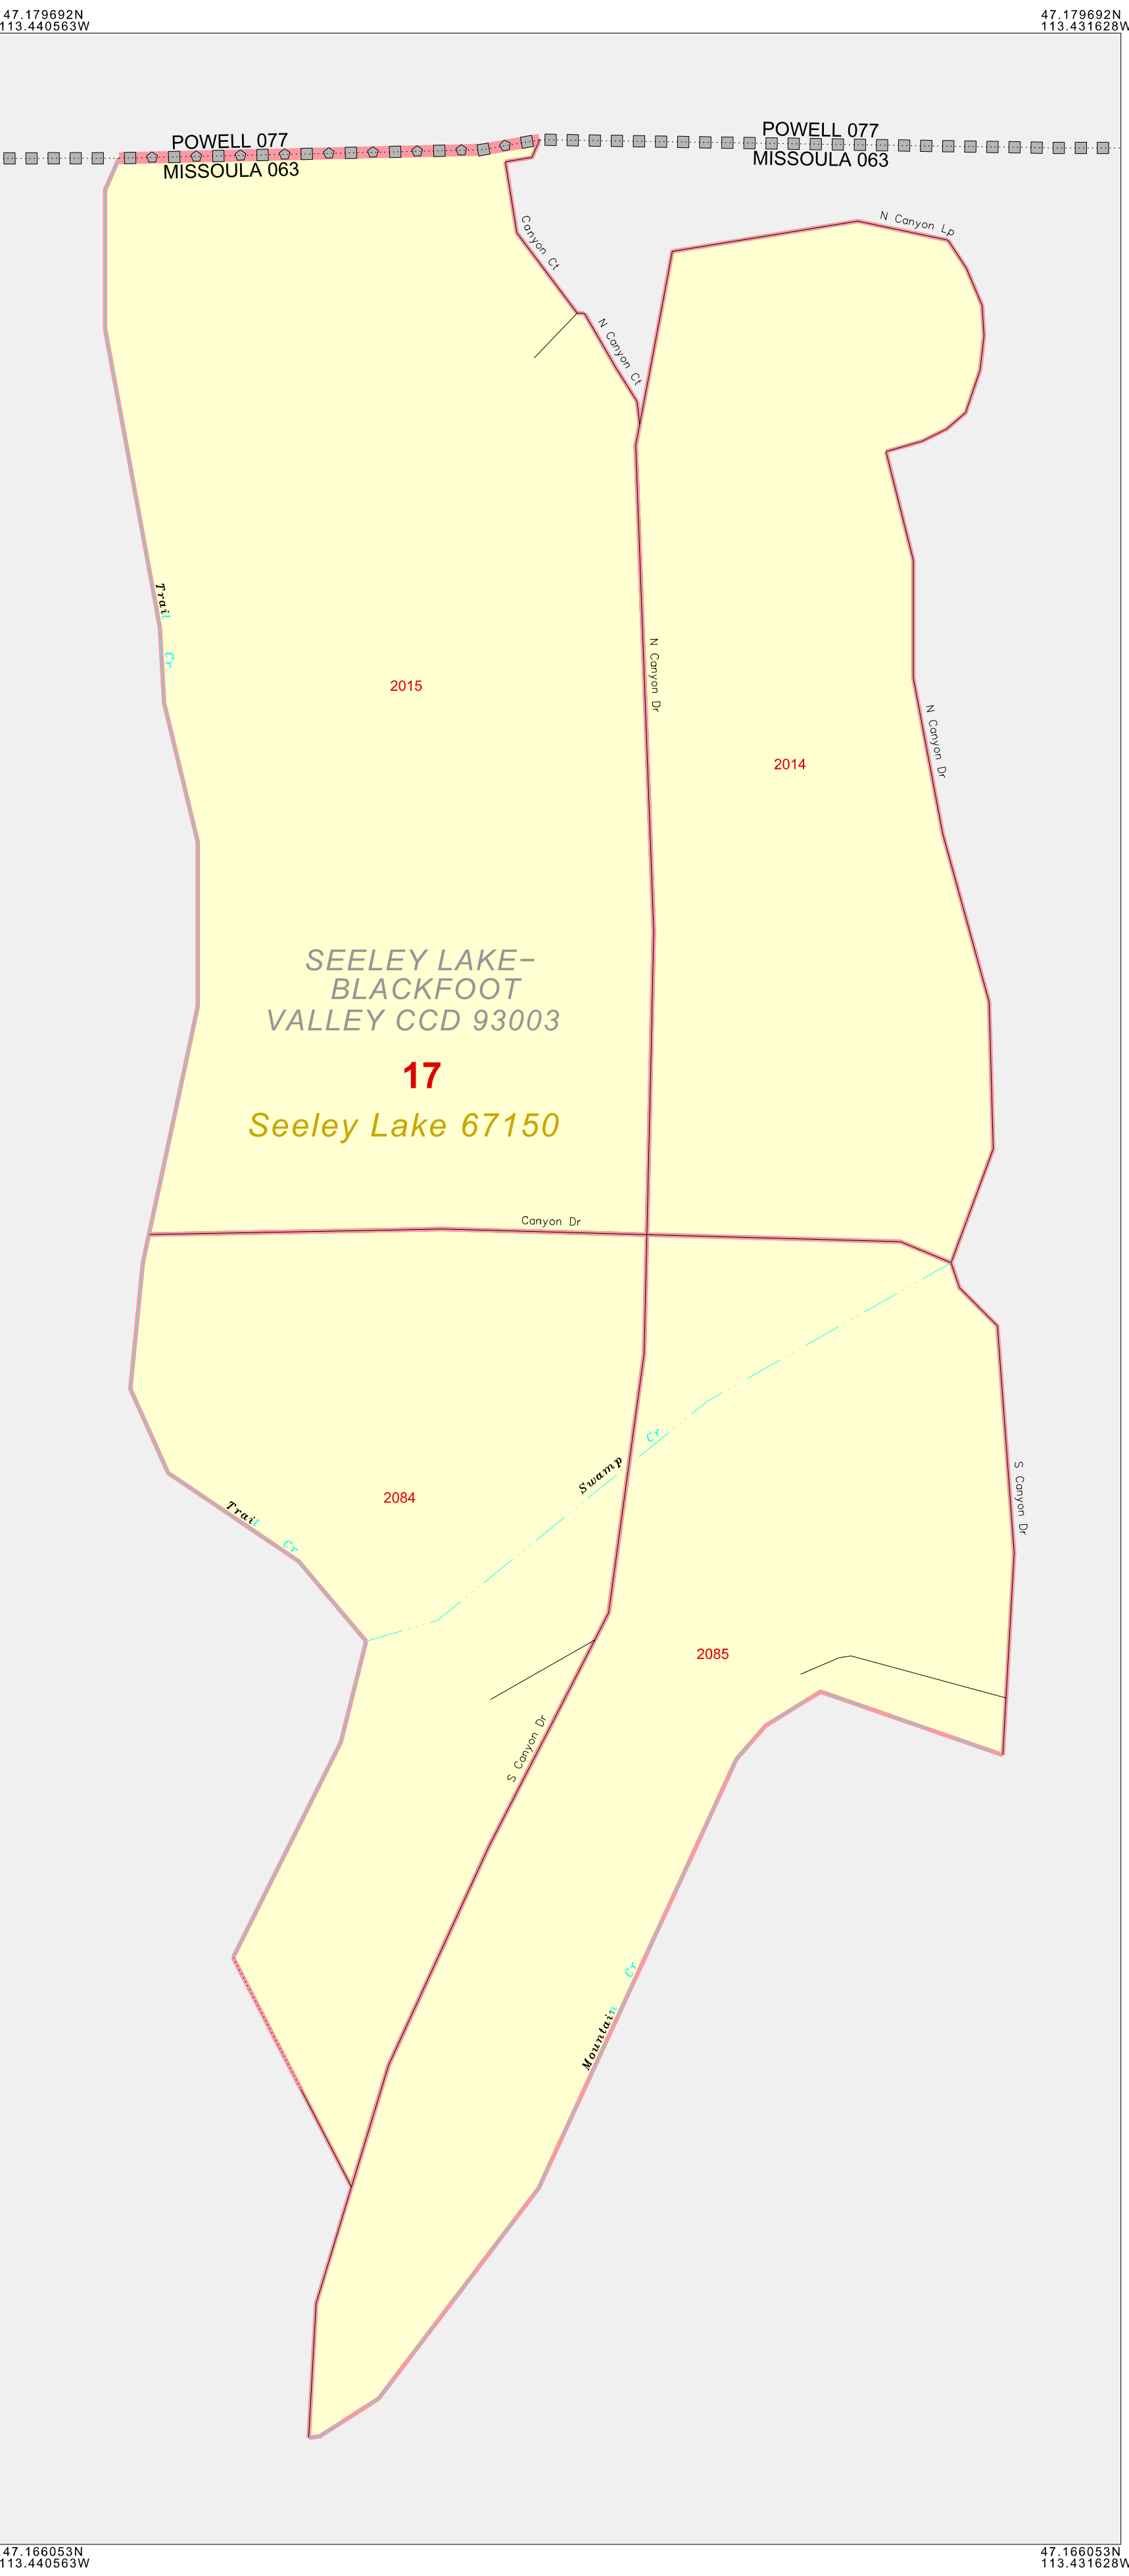 47.179692N
113.440563W
47.179692N
113.431628W
POWELL 077
MISSOULA 063
POWELL 077
MISSOULA 063
N Canyon Lp
Canyon Ct
N Canyon Ct
Trail Cr
N Canyon Dr
2015
N Canyon Dr
2014
SEELEY LAKE-
BLACKFOOT
VALLEY CCD 93003
17
Seeley Lake 67150
Canyon Dr
Swamp Cr
S Canyon Dr
2084
Trail Cr
2085
S Canyon Dr
Mountain Cr
47.166053N
113.440563W
47.166053N
113.431628W